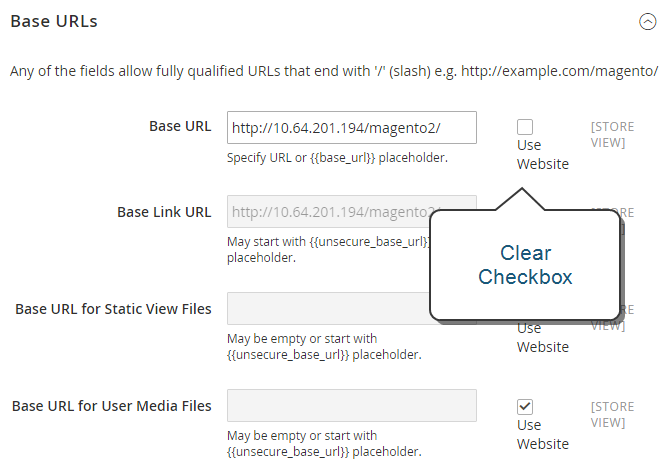 Base URLs
Any of the fields allow fully qualified URLs that end with '/' (slash) e.g. http://example.com/magento/
Base URL
http://10.64.201.194/magento2/
Use
Website
[STORE
VIEW]
Specify URL or {{base_url}} placeholder.
Base Link URL
http://10.64.201.194/magento2/
May start with {{unsecure_base_url}}
placeholder.
Clear
Checkbox
Base URL for Static View Files
Use
Website
VIEW]
May be empty or start with
{{unsecure_base_url}} placeholder.
Base URL for User Media Files
Use
Website
[STORE
VIEW]
May be empty or start with
{{unsecure_base_url}} placeholder.